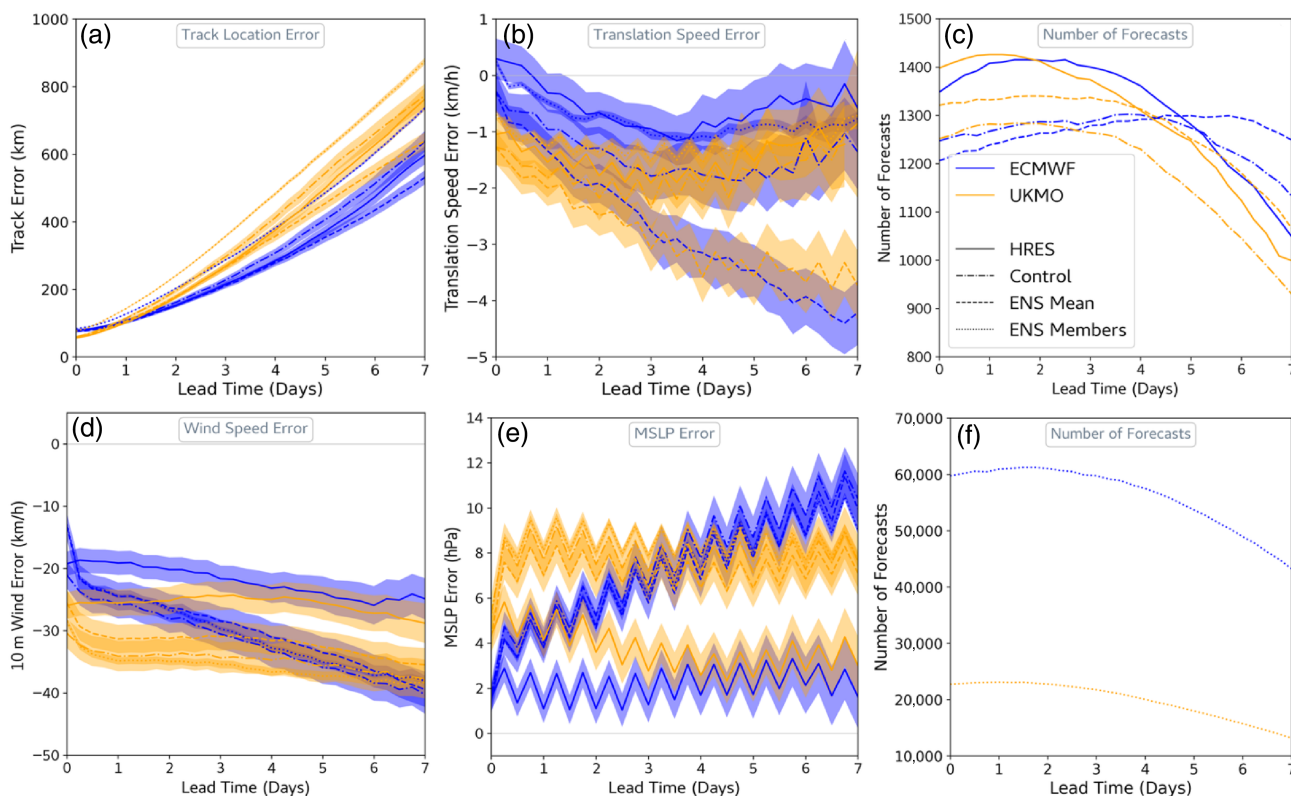 (a)
Track Location Error
1000
800
600
400
200
0
Track Error (km)
0 1 2 3 4 5 6 7
Lead Time (Days)
(b)
Translation Speed Error
1
0
−1
−2
−3
−4
−5
Translation Speed Error (km/h)
0 1 2 3 4 5 6 7
Lead Time (Days)
(c)
Number of Forecasts
1500
1400
1300
1200
1100
1000
900
800
Number of Forecasts
ECMWF
UKMO
HRES
Control
ENS Mean
ENS Members
0 1 2 3 4 5 6 7
Lead Time (Days)
(d)
Wind Speed Error
0
−10
−20
−30
−40
−50
10 m Wind Error (km/h)
0 1 2 3 4 5 6 7
Lead Time (Days)
(e)
MSLP Error
14
12
10
8
6
4
2
0
MSLP Error (hPa)
0 1 2 3 4 5 6 7
Lead Time (Days)
(f)
Number of Forecasts
70,000
60,000
50,000
40,000
30,000
20,000
10,000
Number of Forecasts
0 1 2 3 4 5 6 7
Lead Time (Days)